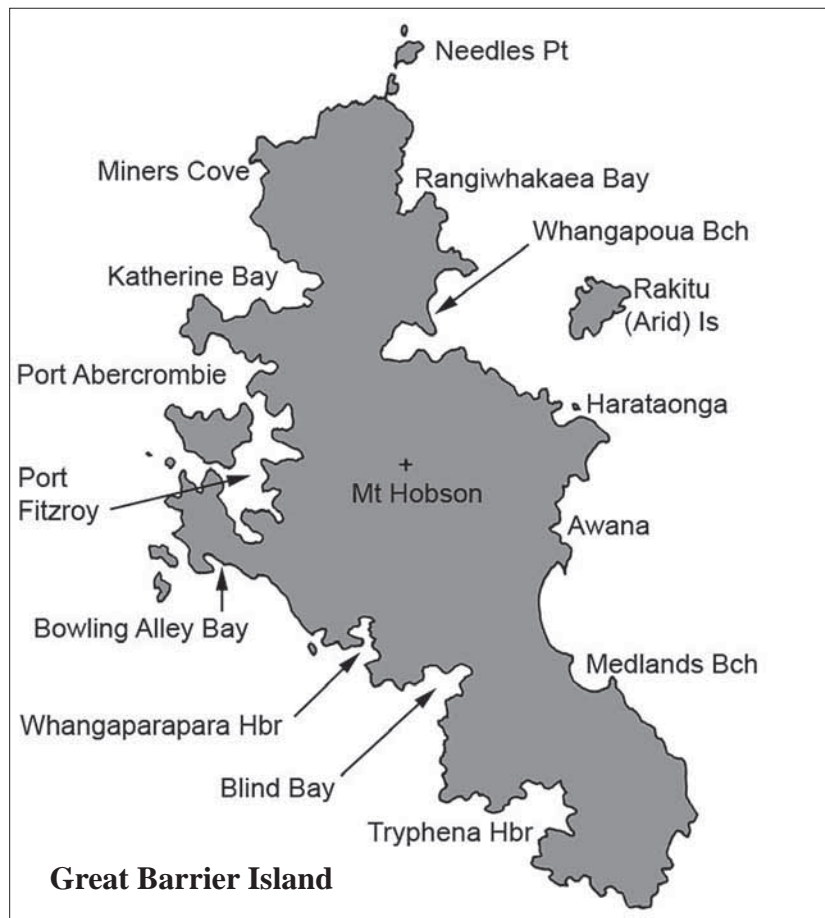 Needles Pt
Miners Cove
Rangiwhakaea Bay
Whangapoua Bch
Katherine Bay
Rakitu
(Arid) Is
Port Abercrombie
Harataonga
Port
Fitzroy
+
Mt Hobson
Awana
Bowling Alley Bay
Medlands Bch
Whangaparapara Hbr
Blind Bay
Tryphena Hbr
Great Barrier Island